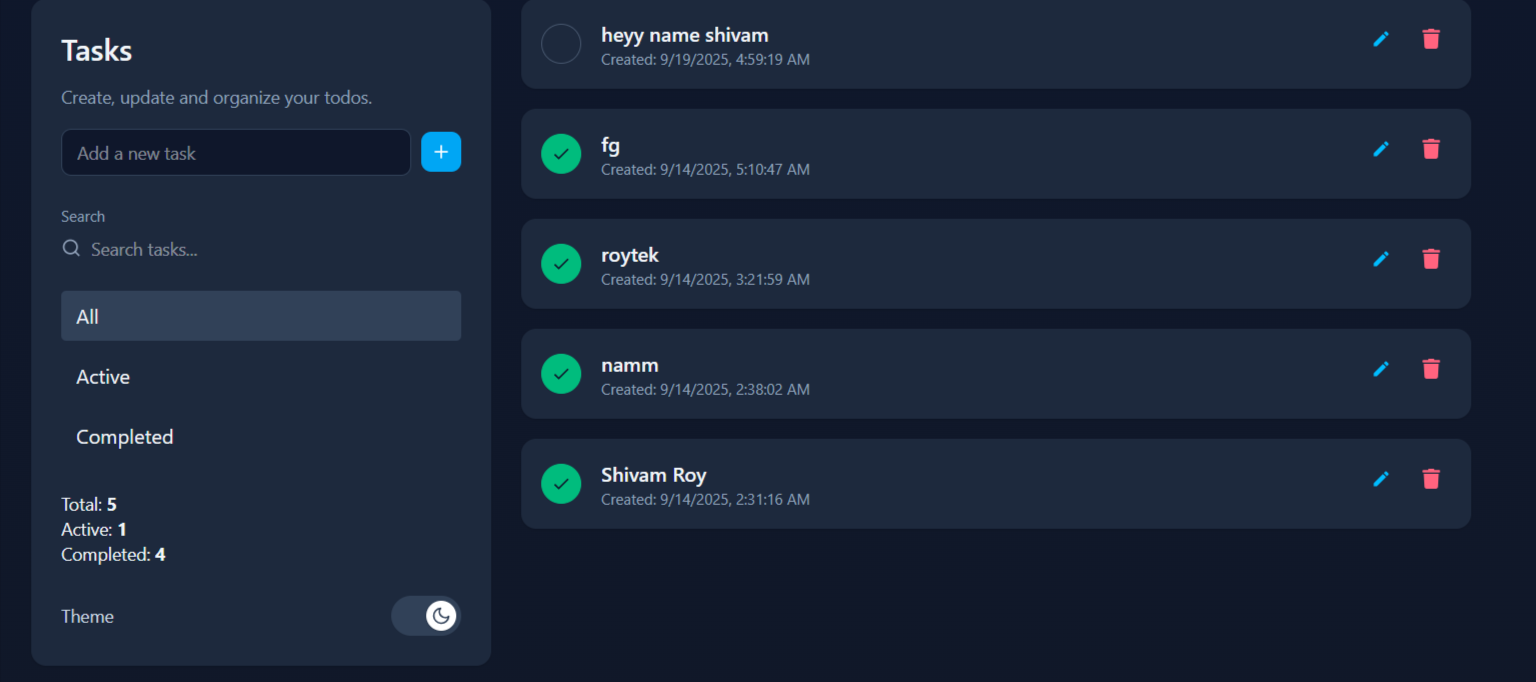 Tasks
Create, update and organize your todos.
Add a new task
Search
Search tasks...
All
Active
Completed
Total: 5
Active: 1
Completed: 4
Theme
heyy name shivam
Created: 9/19/2025, 4:59:19 AM
fg
Created: 9/14/2025, 5:10:47 AM
roytek
Created: 9/14/2025, 3:21:59 AM
namm
Created: 9/14/2025, 2:38:02 AM
Shivam Roy
Created: 9/14/2025, 2:31:16 AM